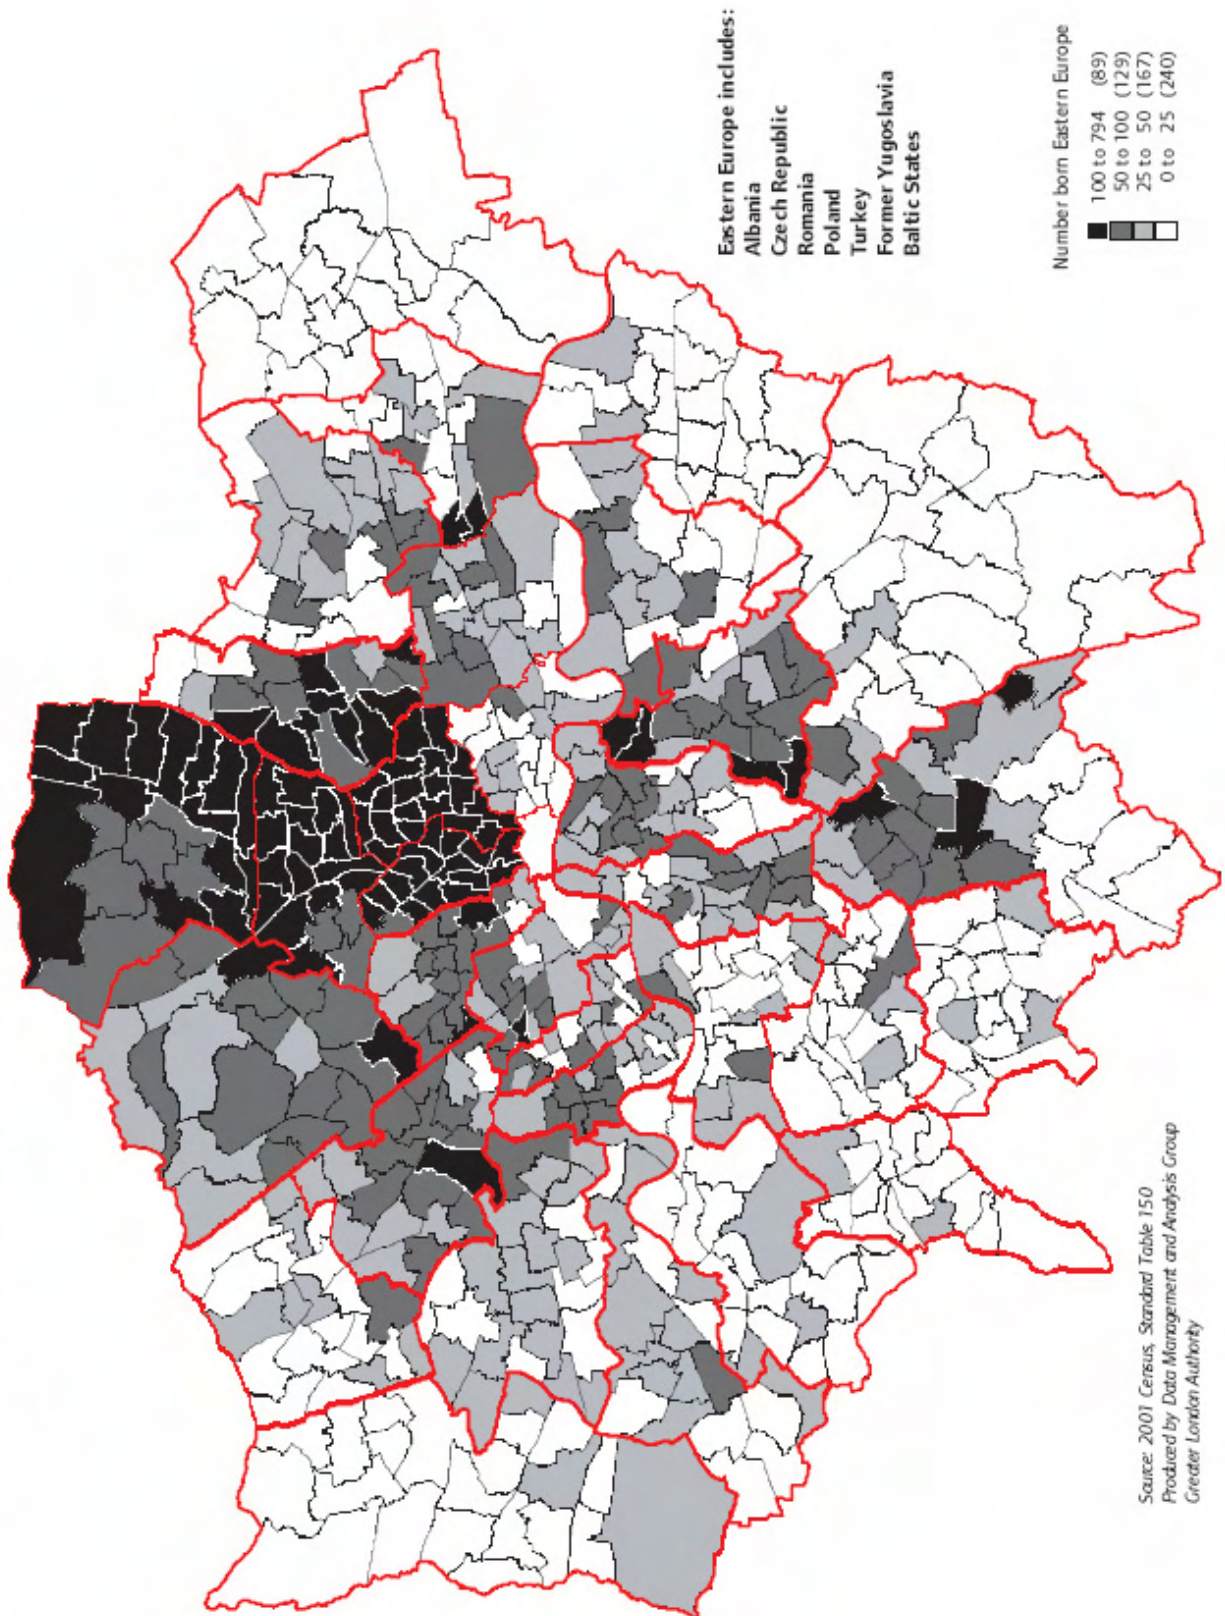 Eastern Europe includes:
Albania
Czech Republic
Romania
Poland
Turkey
Former Yugoslavia
Baltic States
Number born Eastern Europe
100 to 794 (89)
50 to 100 (129)
25 to 50 (167)
0 to 25 (240)
Source: 2001 Census, Standard Table 150
Produced by Data Management and Analysis Group
Greater London Authority